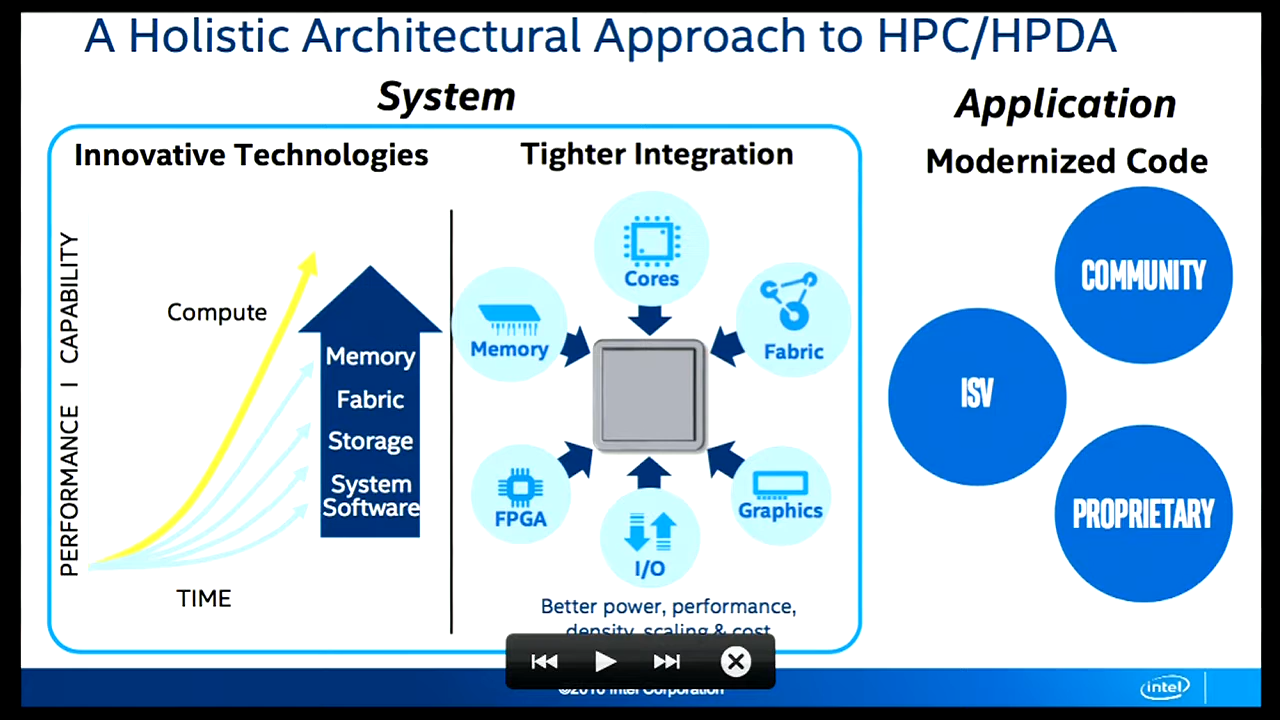 A Holistic Architectural Approach to HPC/HPDA
System
Application
Innovative Technologies
Tighter Integration
Modernized Code
PERFORMANCE I CAPABILITY
Compute
Memory
Fabric
Storage
System
Software
TIME
Cores
Memory
Fabric
FPGA
I/O
Graphics
Better power, performance,
density, scaling & cost
COMMUNITY
ISV
PROPRIETARY
©2016 Intel Corporation
intel